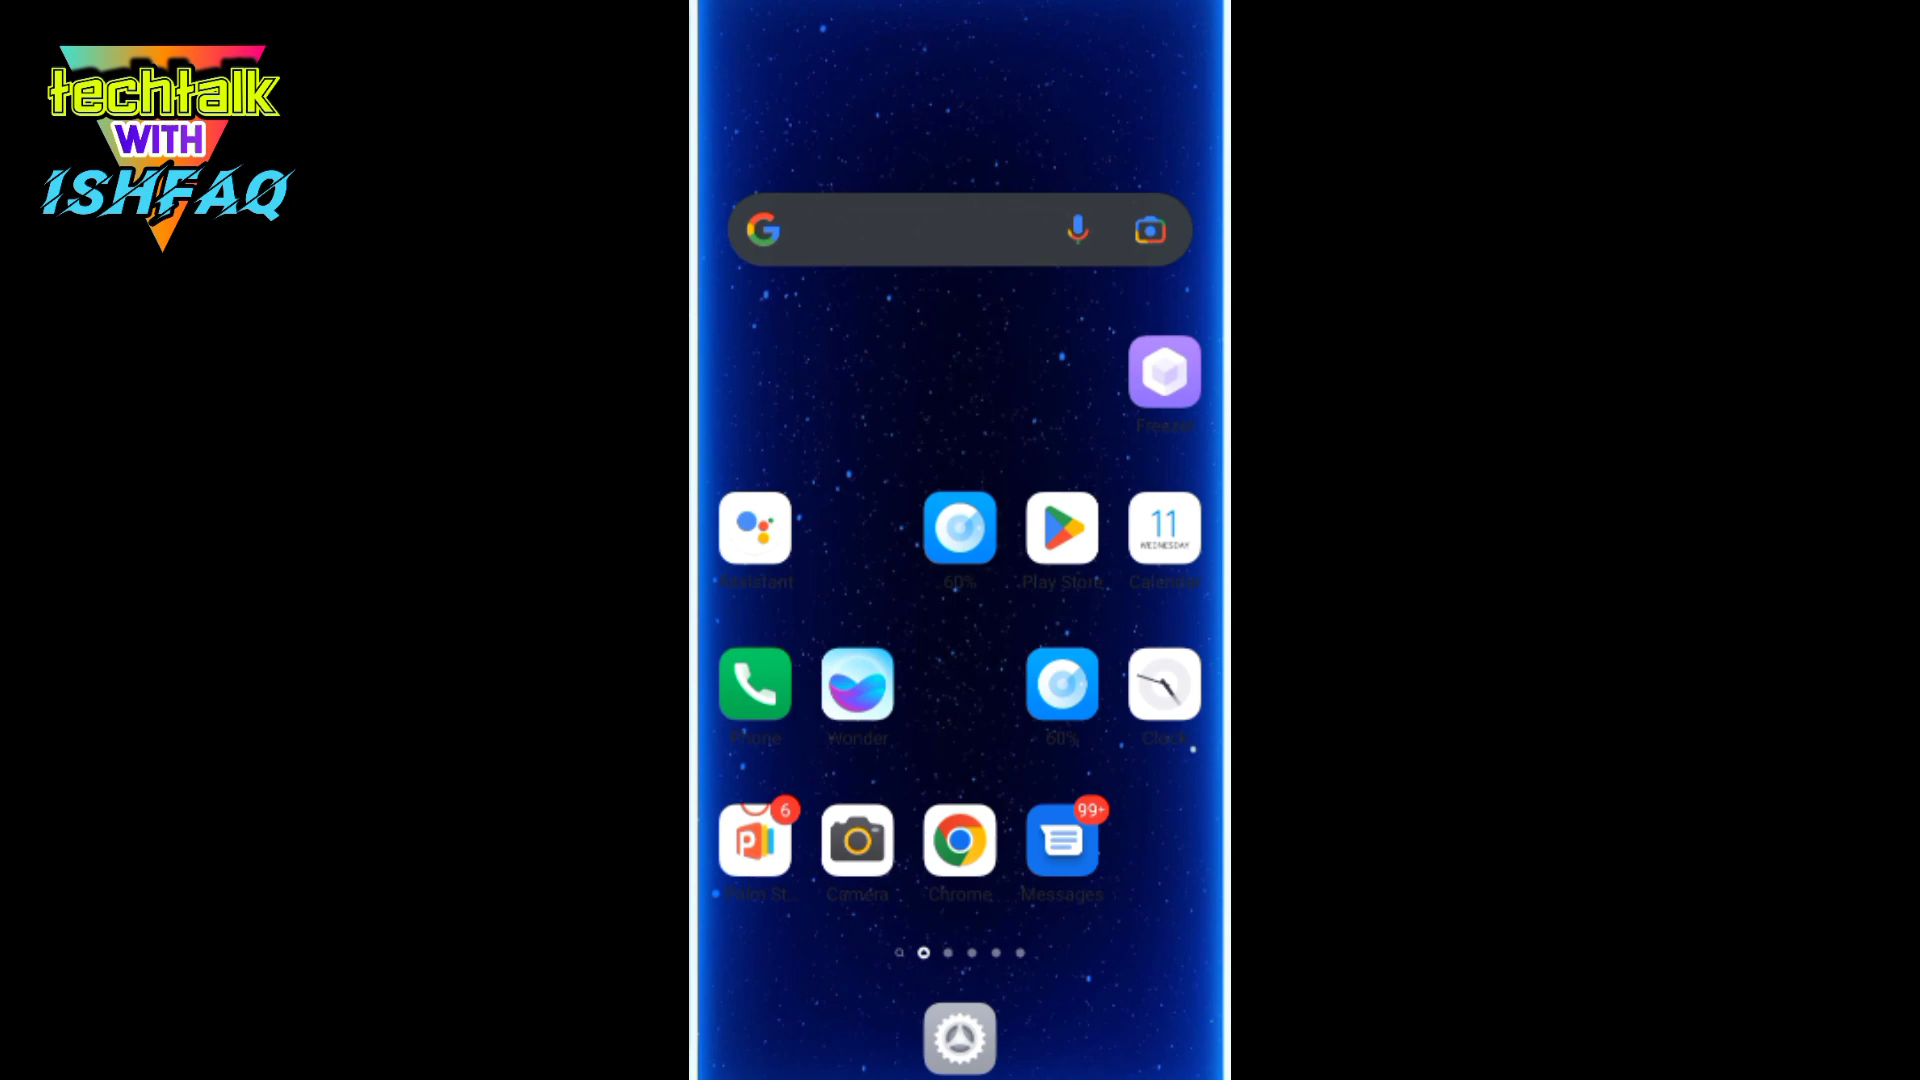 techtalk
WITH
ISHFAQ
Freezer
11
WEDNESDAY
Assistant
60%
Play Store
Calendar
Phone
Wonder
60%
Clock
6
99+
Palm St...
Camera
Chrome
Messages